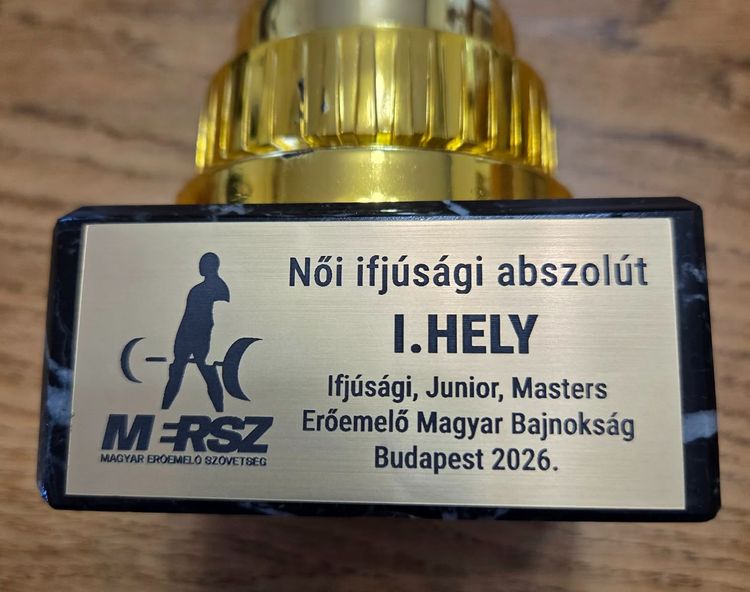 Női ifjúsági abszolút
I.HELY
Ifjúsági, Junior, Masters
Erőemelő Magyar Bajnokság
Budapest 2026.
MERSZ
MAGYAR ERŐEMELŐ SZÖVETSÉG